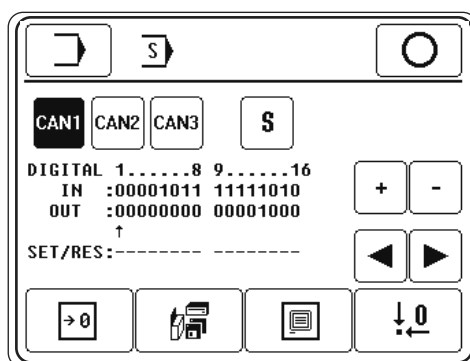 S
CAN1 CAN2 CAN3 S
DIGITAL 1......8 9......16
IN :00001011 11111010
OUT :00000000 00001000
↑
SET/RES:-------- --------
+ -
→0 0